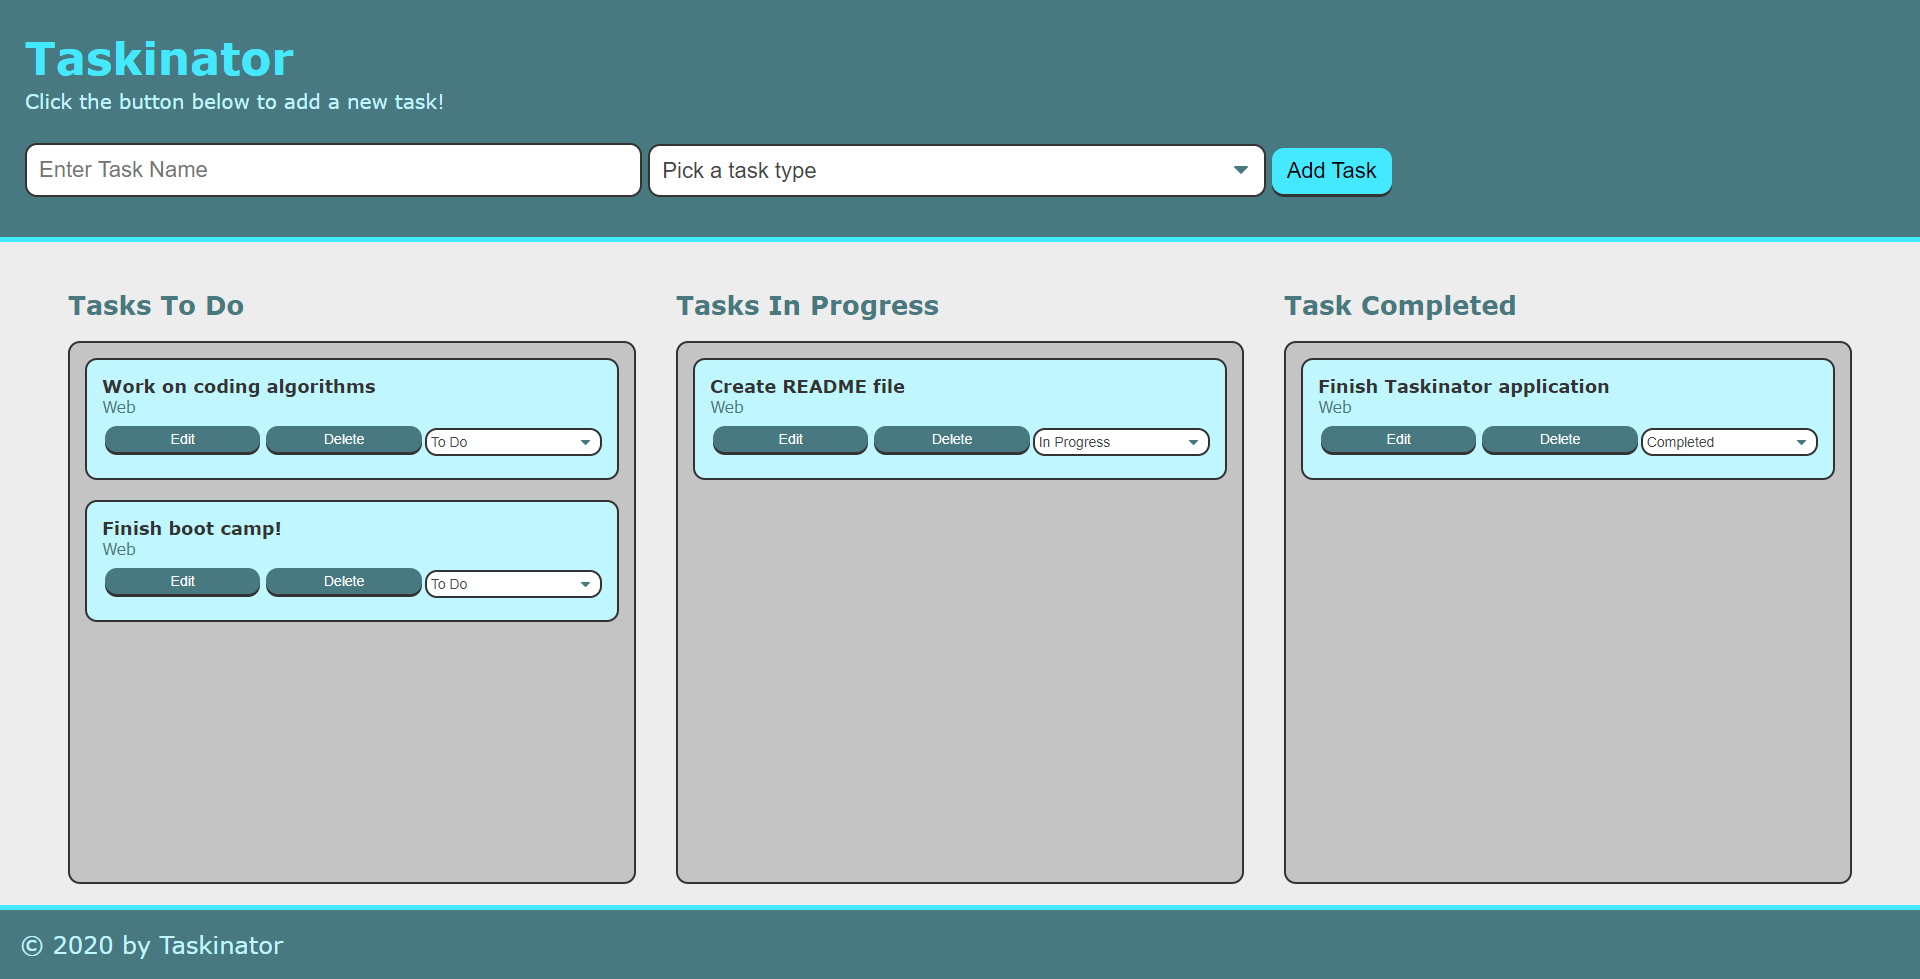 Taskinator
Click the button below to add a new task!
Enter Task Name
Pick a task type
Add Task
Tasks To Do
Work on coding algorithms
Web
Edit
Delete
To Do
Finish boot camp!
Web
Edit
Delete
To Do
Tasks In Progress
Create README file
Web
Edit
Delete
In Progress
Task Completed
Finish Taskinator application
Web
Edit
Delete
Completed
© 2020 by Taskinator